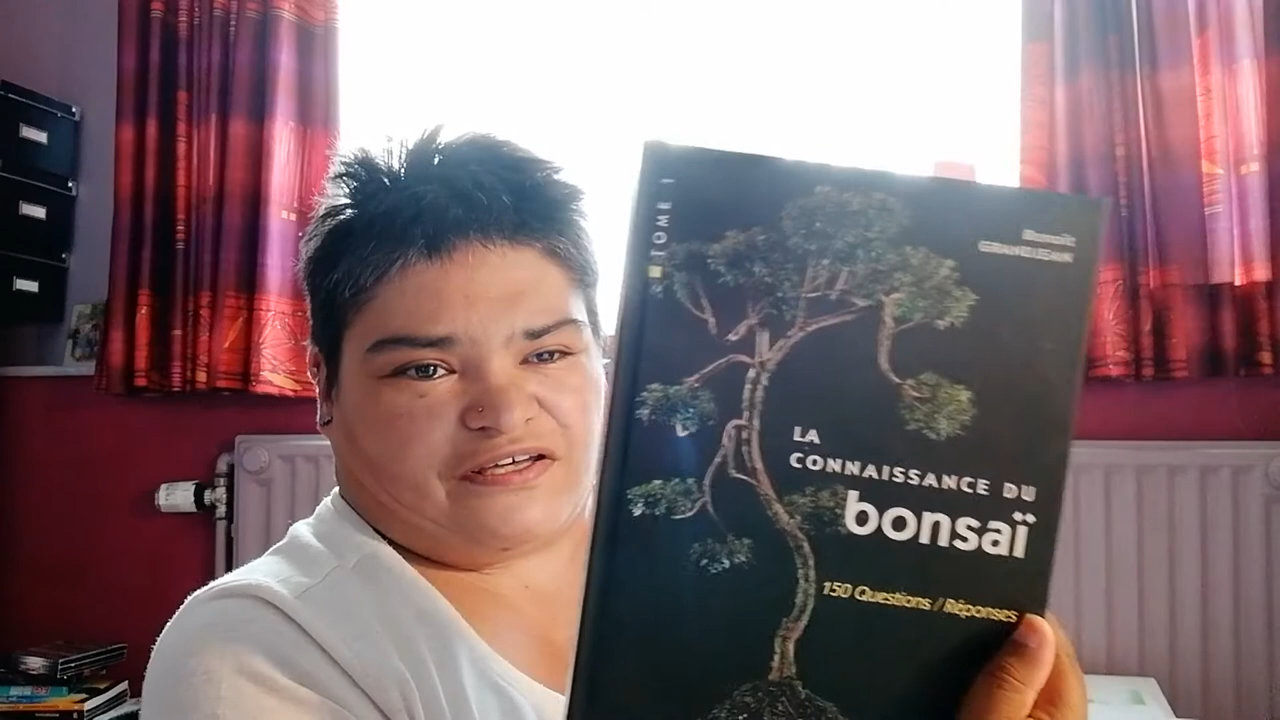 TOME 1
Benoît
GRANDJEAN
LA
CONNAISSANCE DU
bonsaï
150 Questions / Réponses